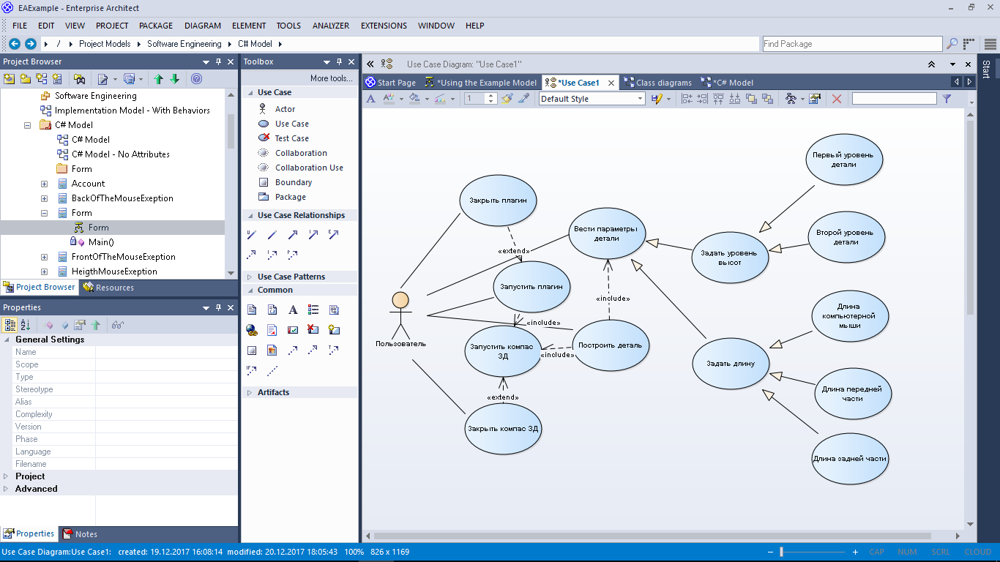 EAExample - Enterprise Architect
FILE EDIT VIEW PROJECT PACKAGE DIAGRAM ELEMENT TOOLS ANALYZER EXTENSIONS WINDOW HELP
/ Project Models Software Engineering C# Model
Find Package
Project Browser
Software Engineering
Implementation Model - With Behaviors
C# Model
C# Model
C# Model - No Attributes
Form
Account
BackOfTheMouseExeption
Form
Form
Main()
FrontOfTheMouseExeption
HeigthMouseExeption
Project Browser Resources
Properties
General Settings
Name
Scope
Type
Stereotype
Alias
Complexity
Version
Phase
Language
Filename
Project
Advanced
Properties Notes
Toolbox
More tools...
Use Case
Actor
Use Case
Test Case
Collaboration
Collaboration Use
Boundary
Package
Use Case Relationships
Use Case Patterns
Common
Artifacts
Use Case Diagram: "Use Case1"
Start Page *Using the Example Model *Use Case1 Class diagrams *C# Model
1 Default Style
Start
Первый уровень
детали
Закрыть плагин
Вести параметры
детали
Второй уровень
детали
«extend»
Задать уровень
высот
Запустить плагин
«include»
Длина
компьютерной
мыши
«include»
Пользователь
Запустить компас
3Д
Построить деталь
«include»
Задать длину
Длина передней
части
«extend»
Закрыть компас 3Д
Длина задней части
Use Case Diagram:Use Case1: created: 19.12.2017 16:08:14 modified: 20.12.2017 18:05:43 100% 826 x 1169
CAP NUM SCRL CLOUD